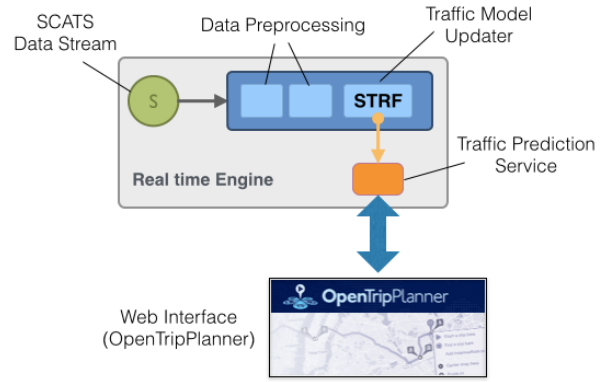 SCATS
Data Stream
Data Preprocessing
Traffic Model
Updater
S
STRF
Traffic Prediction
Service
Real time Engine
OpenTripPlanner
Web Interface
(OpenTripPlanner)